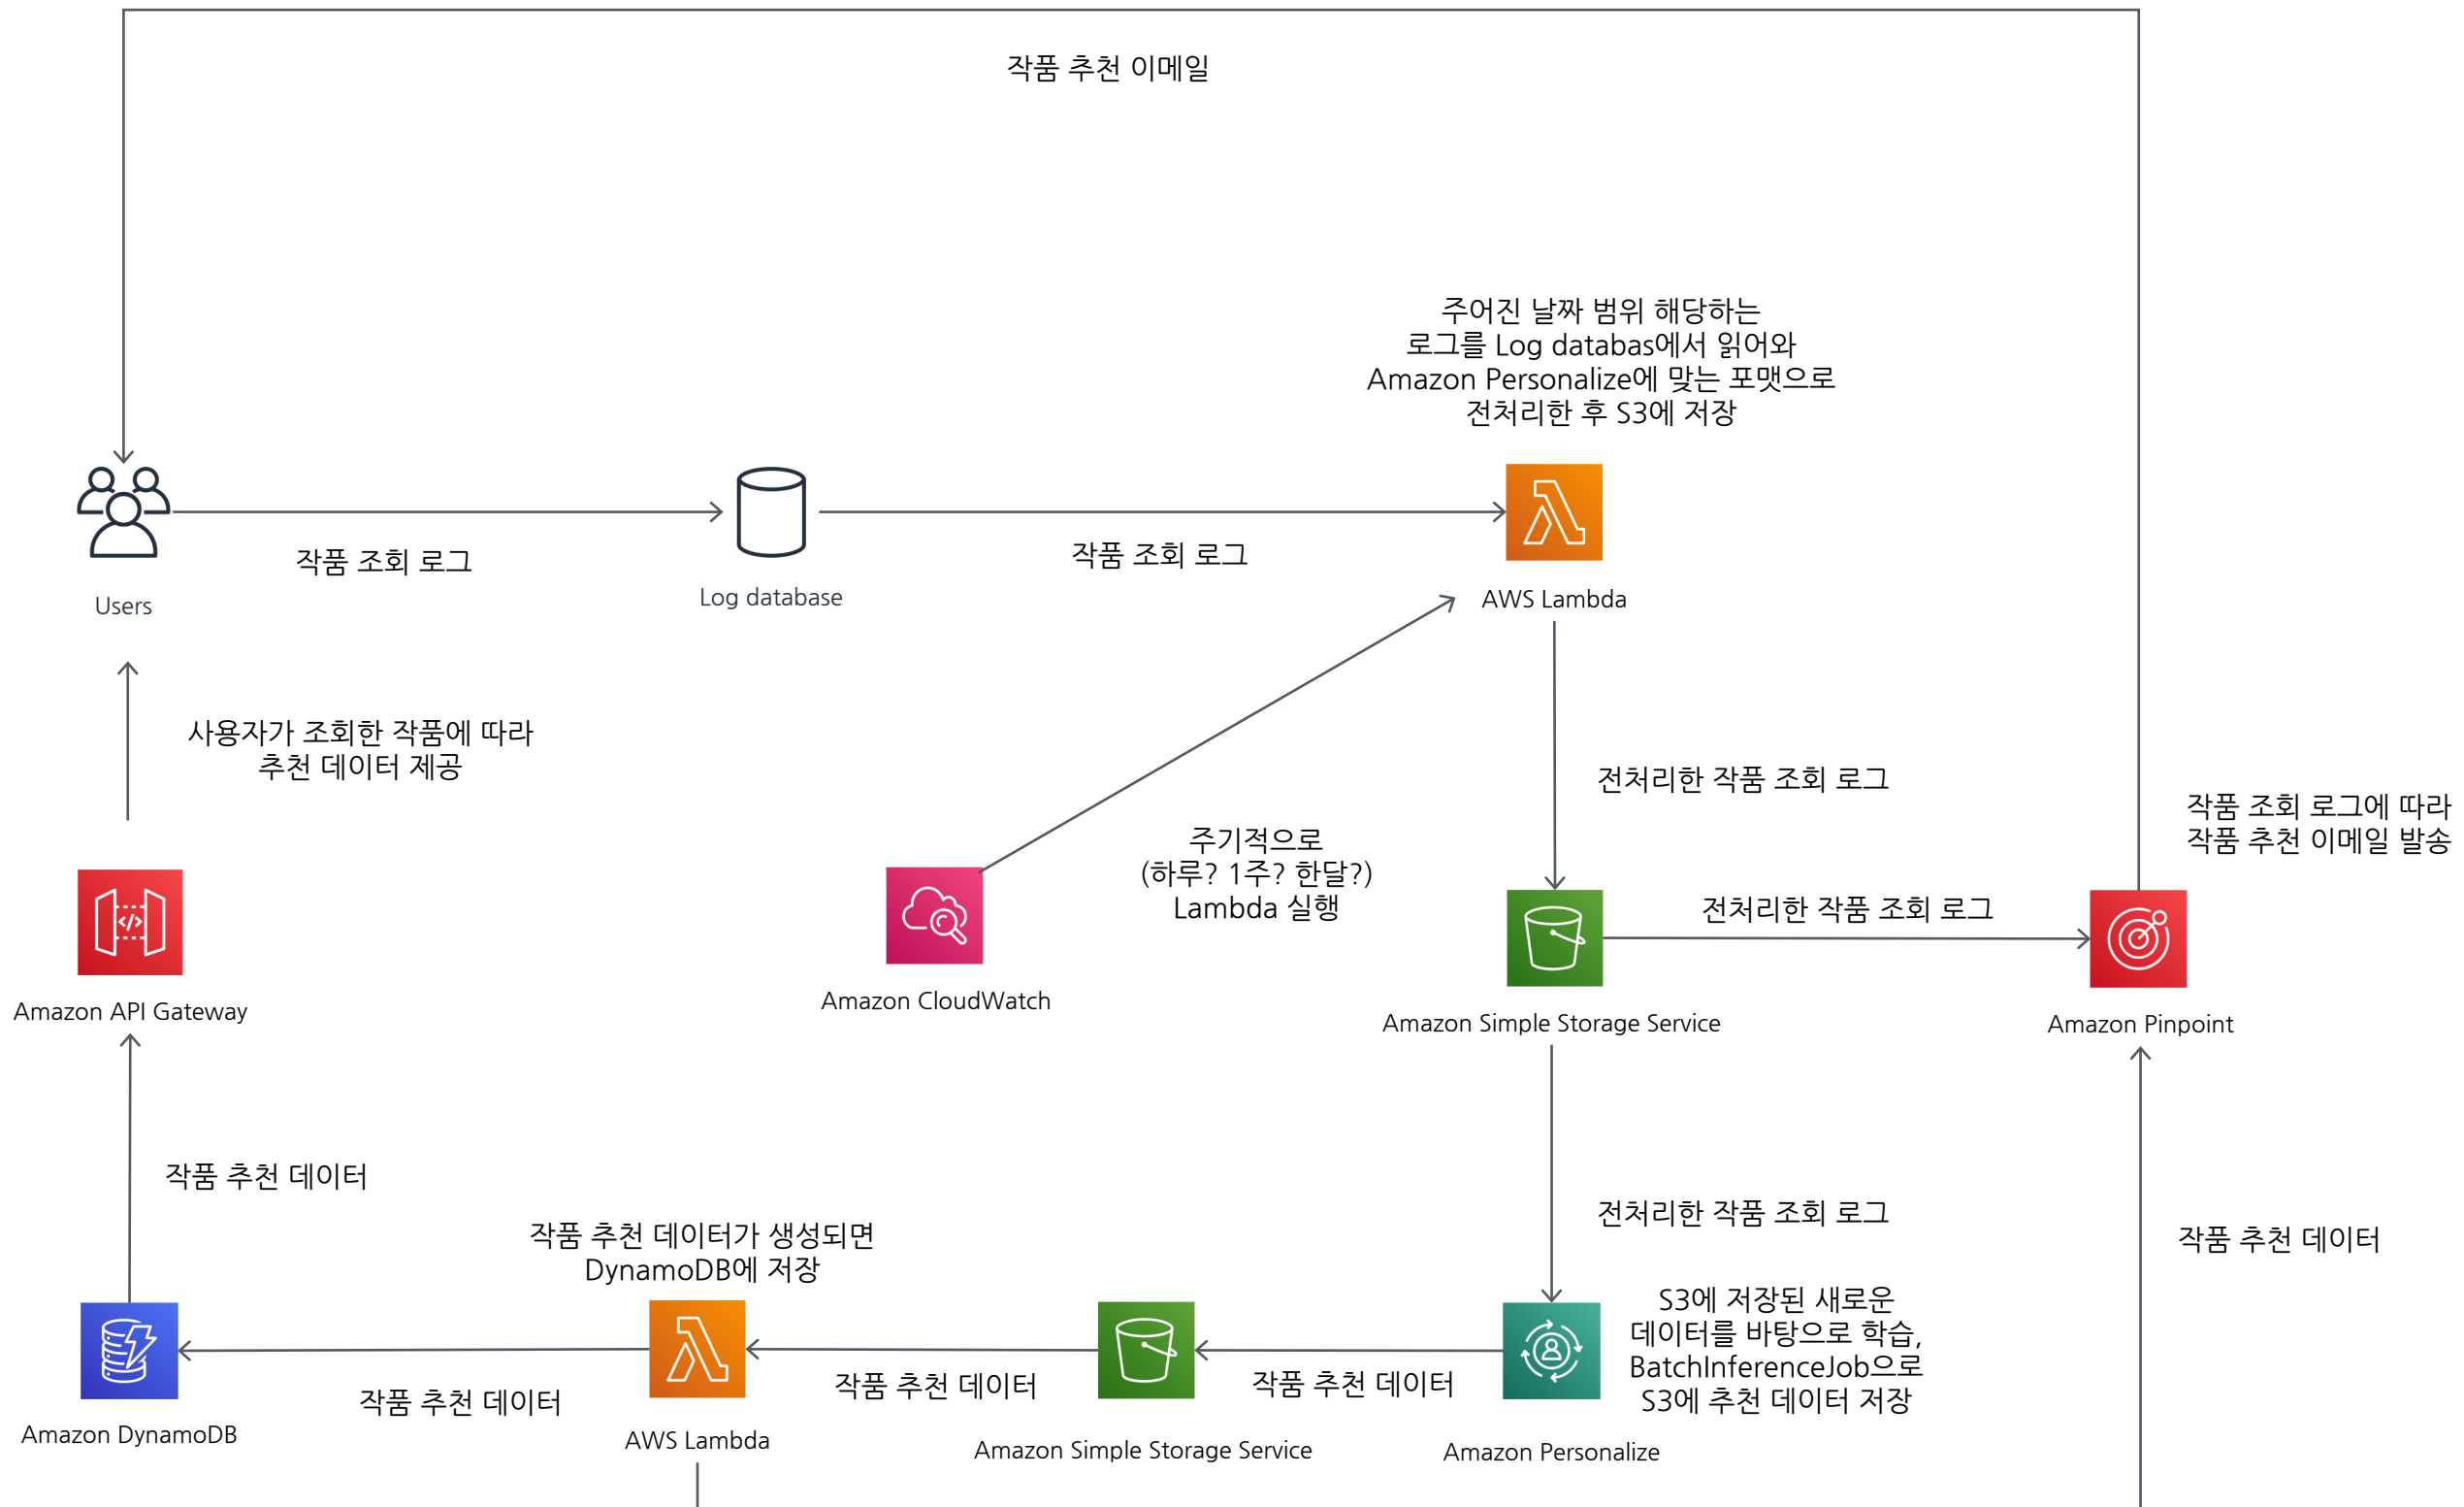 작품 추천 이메일
주어진 날짜 범위 해당하는
로그를 Log databas에서 읽어와
Amazon Personalize에 맞는 포맷으로
전처리한 후 S3에 저장
작품 조회 로그
작품 조회 로그
Users
Log database
AWS Lambda
사용자가 조회한 작품에 따라
추천 데이터 제공
전처리한 작품 조회 로그
작품 조회 로그에 따라
작품 추천 이메일 발송
주기적으로
(하루? 1주? 한달?)
Lambda 실행
전처리한 작품 조회 로그
Amazon API Gateway
Amazon CloudWatch
Amazon Simple Storage Service
Amazon Pinpoint
작품 추천 데이터
전처리한 작품 조회 로그
작품 추천 데이터
작품 추천 데이터가 생성되면
DynamoDB에 저장
S3에 저장된 새로운
데이터를 바탕으로 학습,
BatchInferenceJob으로
S3에 추천 데이터 저장
작품 추천 데이터
작품 추천 데이터
작품 추천 데이터
Amazon DynamoDB
AWS Lambda
Amazon Simple Storage Service
Amazon Personalize